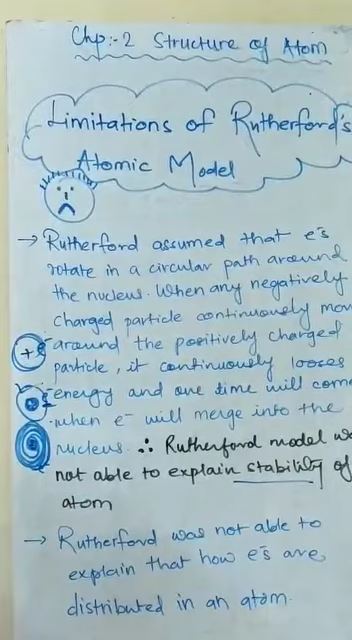 Chp:-2 Structure of Atom
Limitations of Rutherford's
Atomic Model
→ Rutherford assumed that e⁻s
rotate in a circular path around
the nucleus. When any negatively
charged particle continuously mov
around the positively charged
particle, it continuously looses
energy and one time will come
when e⁻ will merge into the
nucleus. ∴ Rutherford model wa
not able to explain stability of
atom
→ Rutherford was not able to
explain that how e⁻s are
distributed in an atom.